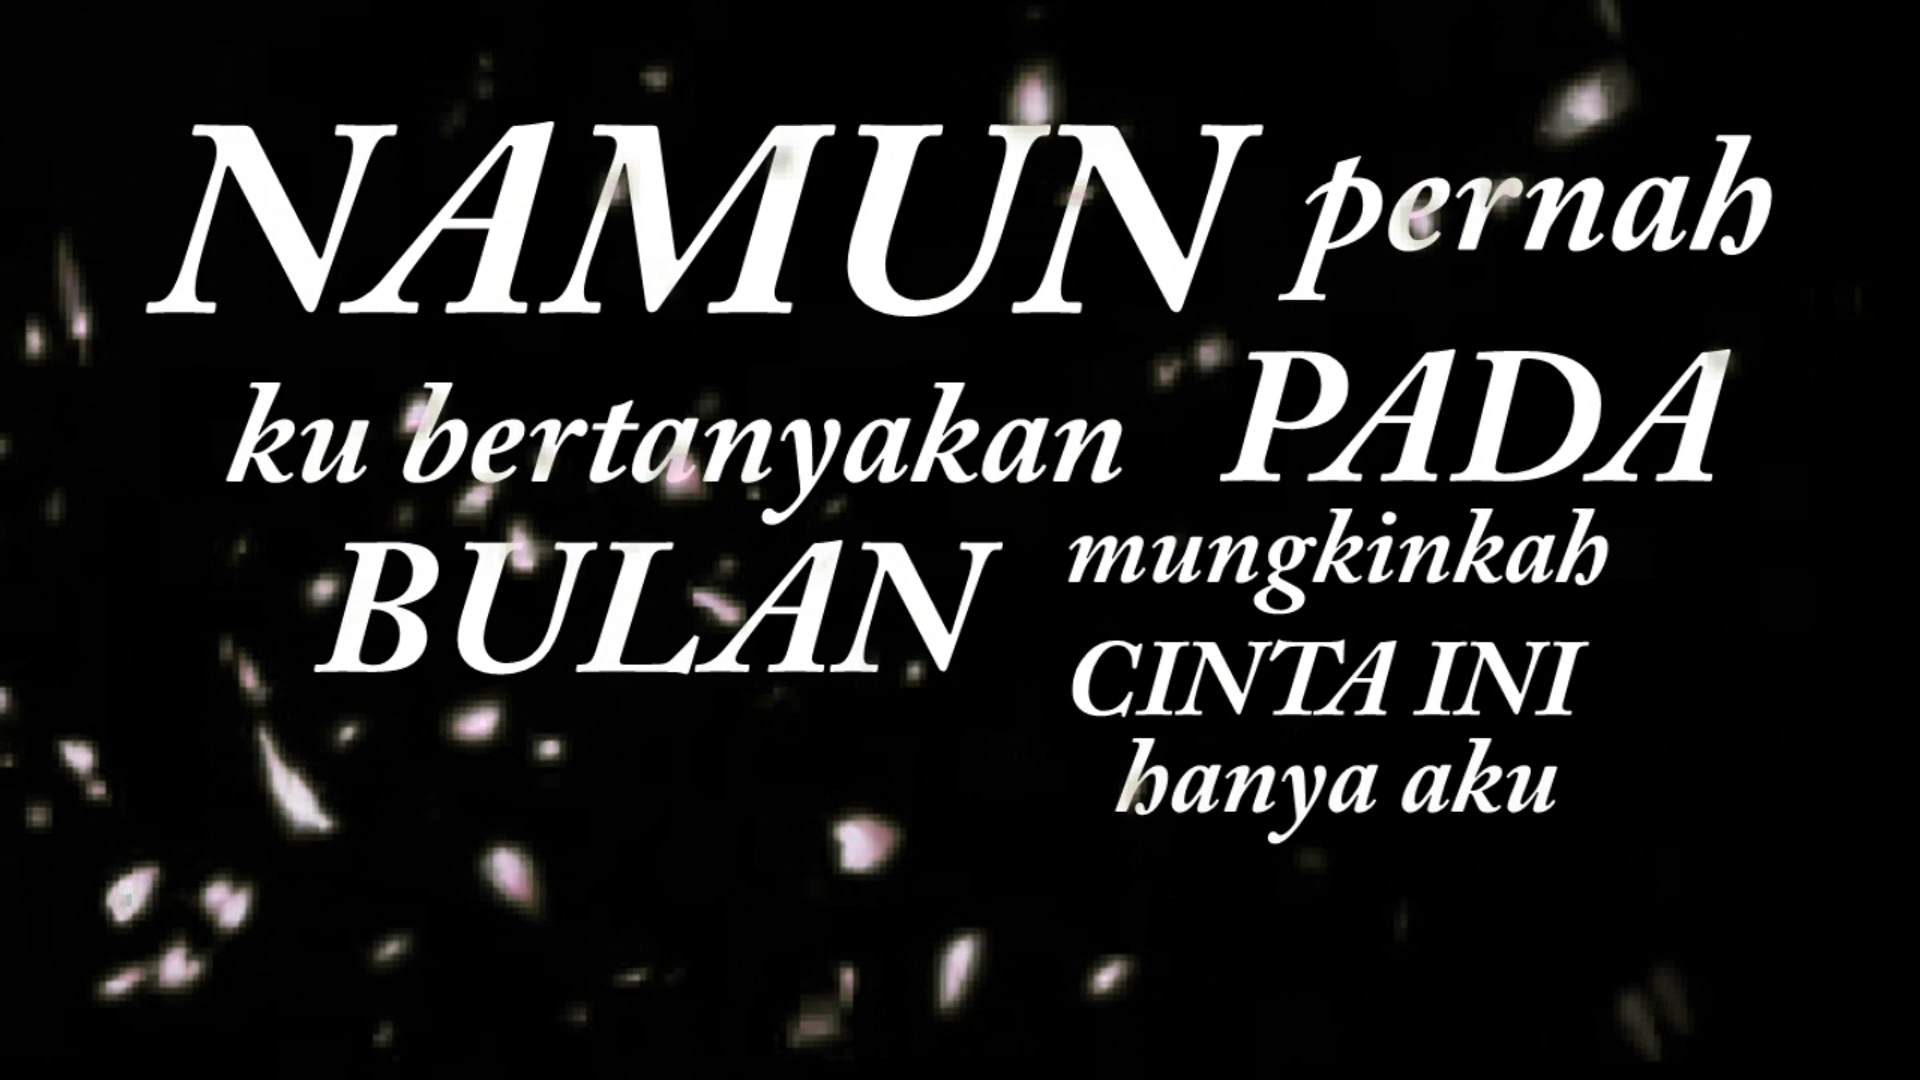 NAMUN pernah
ku bertanyakan PADA
BULAN mungkinkah
CINTA INI
hanya aku